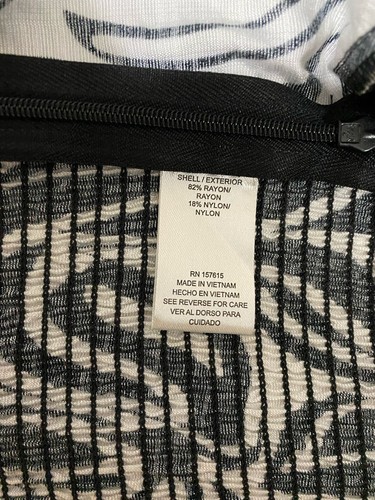 SHELL / EXTERIOR
82% RAYON/
RAYON
18% NYLON/
NYLON
RN 157615
MADE IN VIETNAM
HECHO EN VIETNAM
SEE REVERSE FOR CARE
VER AL DORSO PARA
CUIDADO